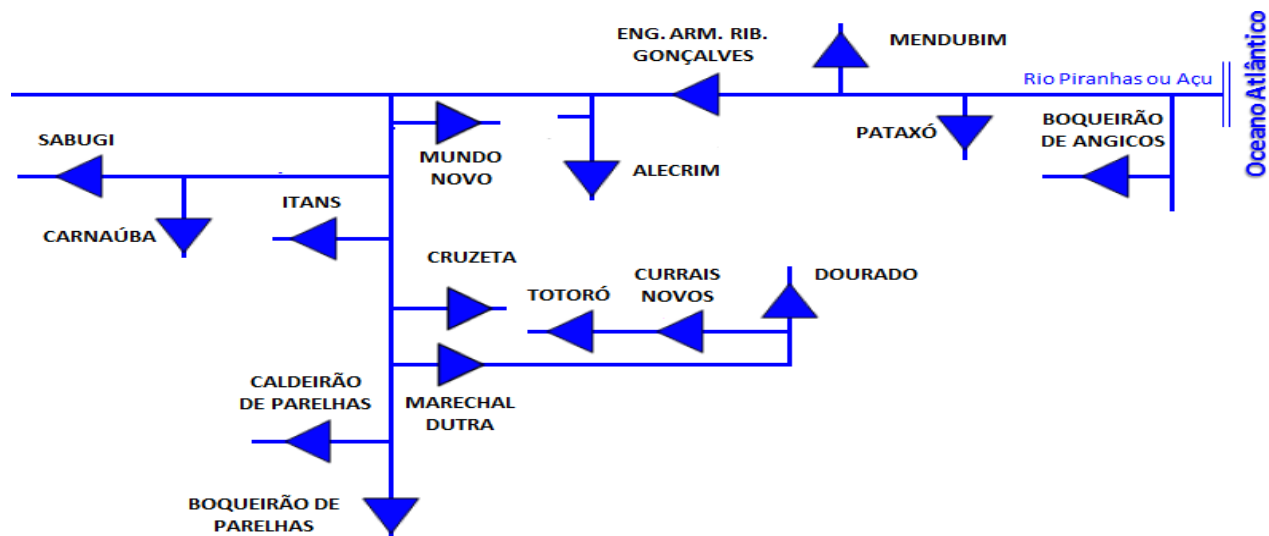 ENG. ARM. RIB.
GONÇALVES
MENDUBIM
Oceano Atlântico
Rio Piranhas ou Açu
SABUGI
MUNDO
NOVO
ALECRIM
PATAXÓ
BOQUEIRÃO
DE ANGICOS
CARNAÚBA
ITANS
CRUZETA
TOTORÓ
CURRAIS
NOVOS
DOURADO
CALDEIRÃO
DE PARELHAS
MARECHAL
DUTRA
BOQUEIRÃO DE
PARELHAS